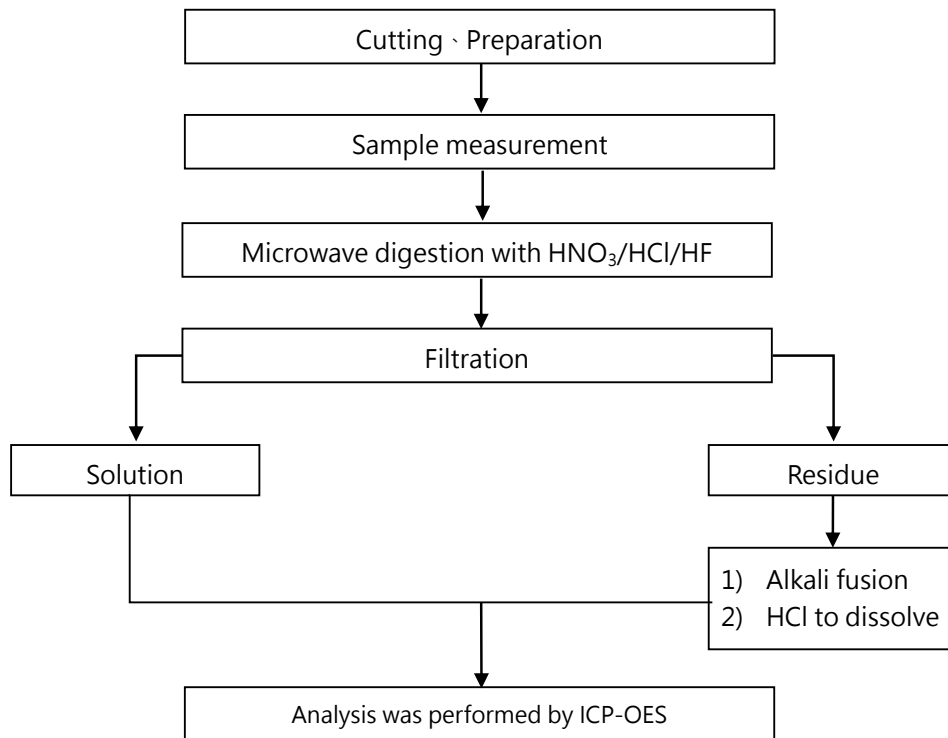 Cutting、Preparation
Sample measurement
Microwave digestion with HNO₃/HCl/HF
Filtration
Solution
Residue
1) Alkali fusion
2) HCl to dissolve
Analysis was performed by ICP-OES